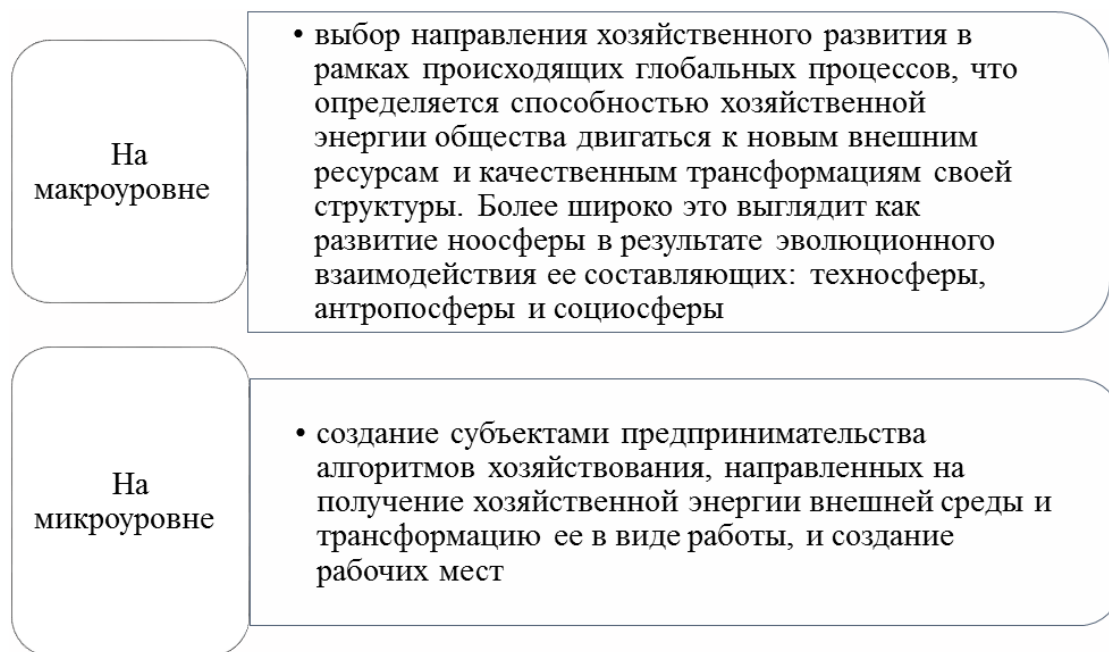 На
макроуровне
• выбор направления хозяйственного развития в
рамках происходящих глобальных процессов, что
определяется способностью хозяйственной
энергии общества двигаться к новым внешним
ресурсам и качественным трансформациям своей
структуры. Более широко это выглядит как
развитие ноосферы в результате эволюционного
взаимодействия ее составляющих: техносферы,
антропосферы и социосферы
На
микроуровне
• создание субъектами предпринимательства
алгоритмов хозяйствования, направленных на
получение хозяйственной энергии внешней среды и
трансформацию ее в виде работы, и создание
рабочих мест